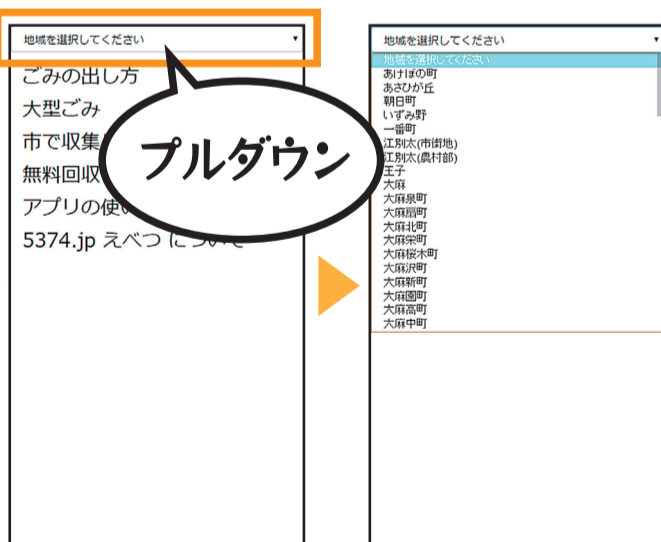 地域を選択してください
ごみの出し方
大型ごみ
市で収集
無料回収
アプリの使い
5374.jp えべつ について
プルダウン
地域を選択してください
地域を選択してください
あけぼの町
あさひが丘
朝日町
いずみ野
一番町
江別太(市街地)
江別太(農村部)
王子
大麻
大麻泉町
大麻扇町
大麻北町
大麻栄町
大麻桜木町
大麻沢町
大麻新町
大麻園町
大麻高町
大麻中町